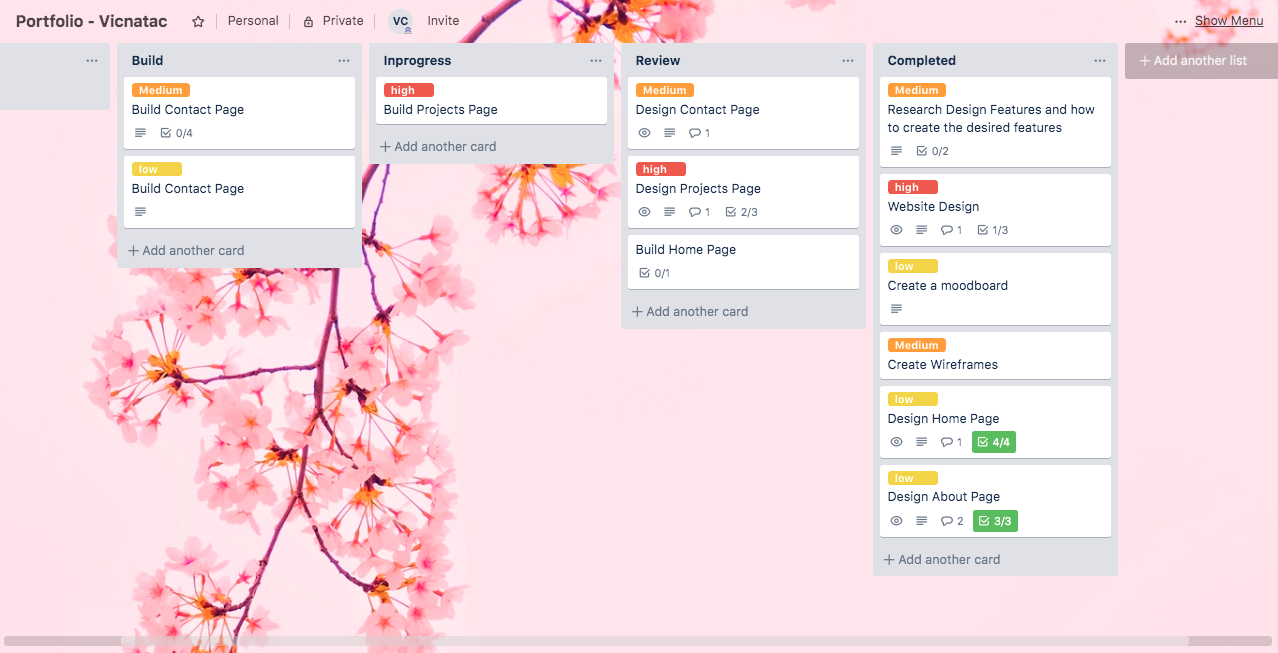 Portfolio - Vicnatac
Personal
Private
VC
Invite
... Show Menu
...
Build ...
Medium
Build Contact Page
0/4
low
Build Contact Page
+ Add another card
Inprogress ...
high
Build Projects Page
+ Add another card
Review ...
Medium
Design Contact Page
1
high
Design Projects Page
1 2/3
Build Home Page
0/1
+ Add another card
Completed ...
Medium
Research Design Features and how
to create the desired features
0/2
high
Website Design
1 1/3
low
Create a moodboard
Medium
Create Wireframes
low
Design Home Page
1 4/4
low
Design About Page
2 3/3
+ Add another card
+ Add another list